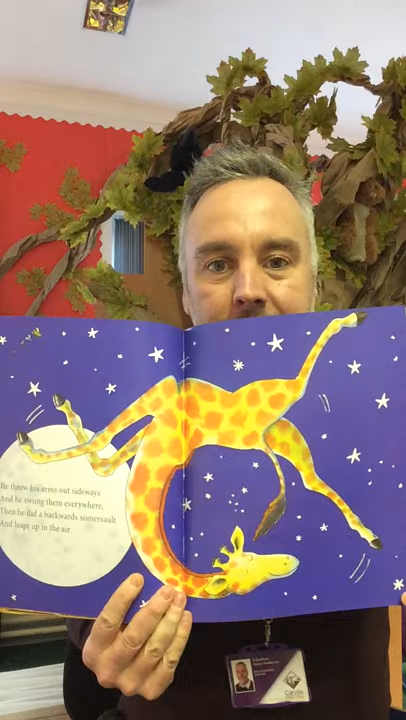 He threw his arms out sideways
And he swung them everywhere,
Then he did a backwards somersault
And leapt up in the air.